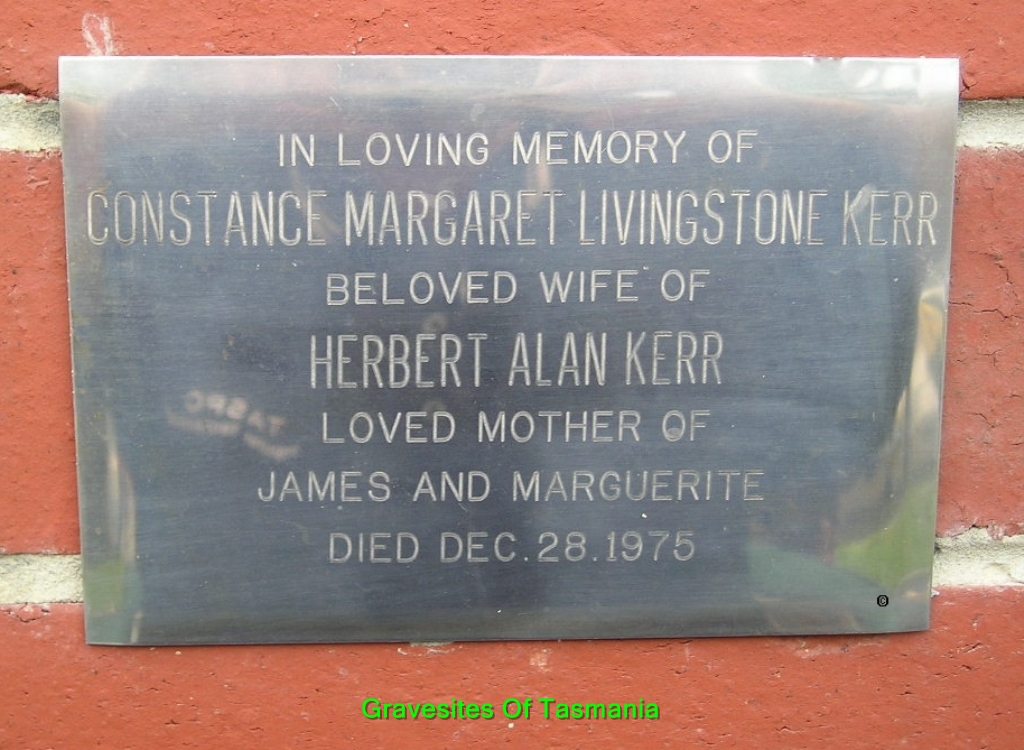 IN LOVING MEMORY OF
CONSTANCE MARGARET LIVINGSTONE KERR
BELOVED WIFE OF
HERBERT ALAN KERR
LOVED MOTHER OF
JAMES AND MARGUERITE
DIED DEC. 28. 1975
©
Gravesites Of Tasmania